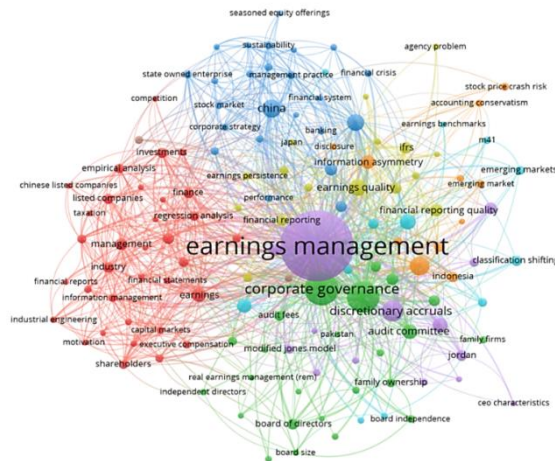 seasoned equity offerings
sustainability
agency problem
state owned enterprise
management practice
financial crisis
stock price crash risk
competition
stock market
china
financial system
accounting conservatism
corporate strategy
banking
earnings benchmarks
m41
japan
disclosure
ifrs
investments
information asymmetry
emerging markets
empirical analysis
earnings persistence
chinese listed companies
finance
earnings quality
emerging market
listed companies
performance
taxation
regression analysis
financial reporting
financial reporting quality
management
earnings management
classification shifting
industry
indonesia
financial reports
financial statements
information management
earnings
corporate governance
discretionary accruals
industrial engineering
capital markets
audit fees
audit committee
family firms
motivation
executive compensation
pakistan
modified jones model
jordan
shareholders
real earnings management (rem)
family ownership
ceo characteristics
independent directors
board of directors
board independence
board size